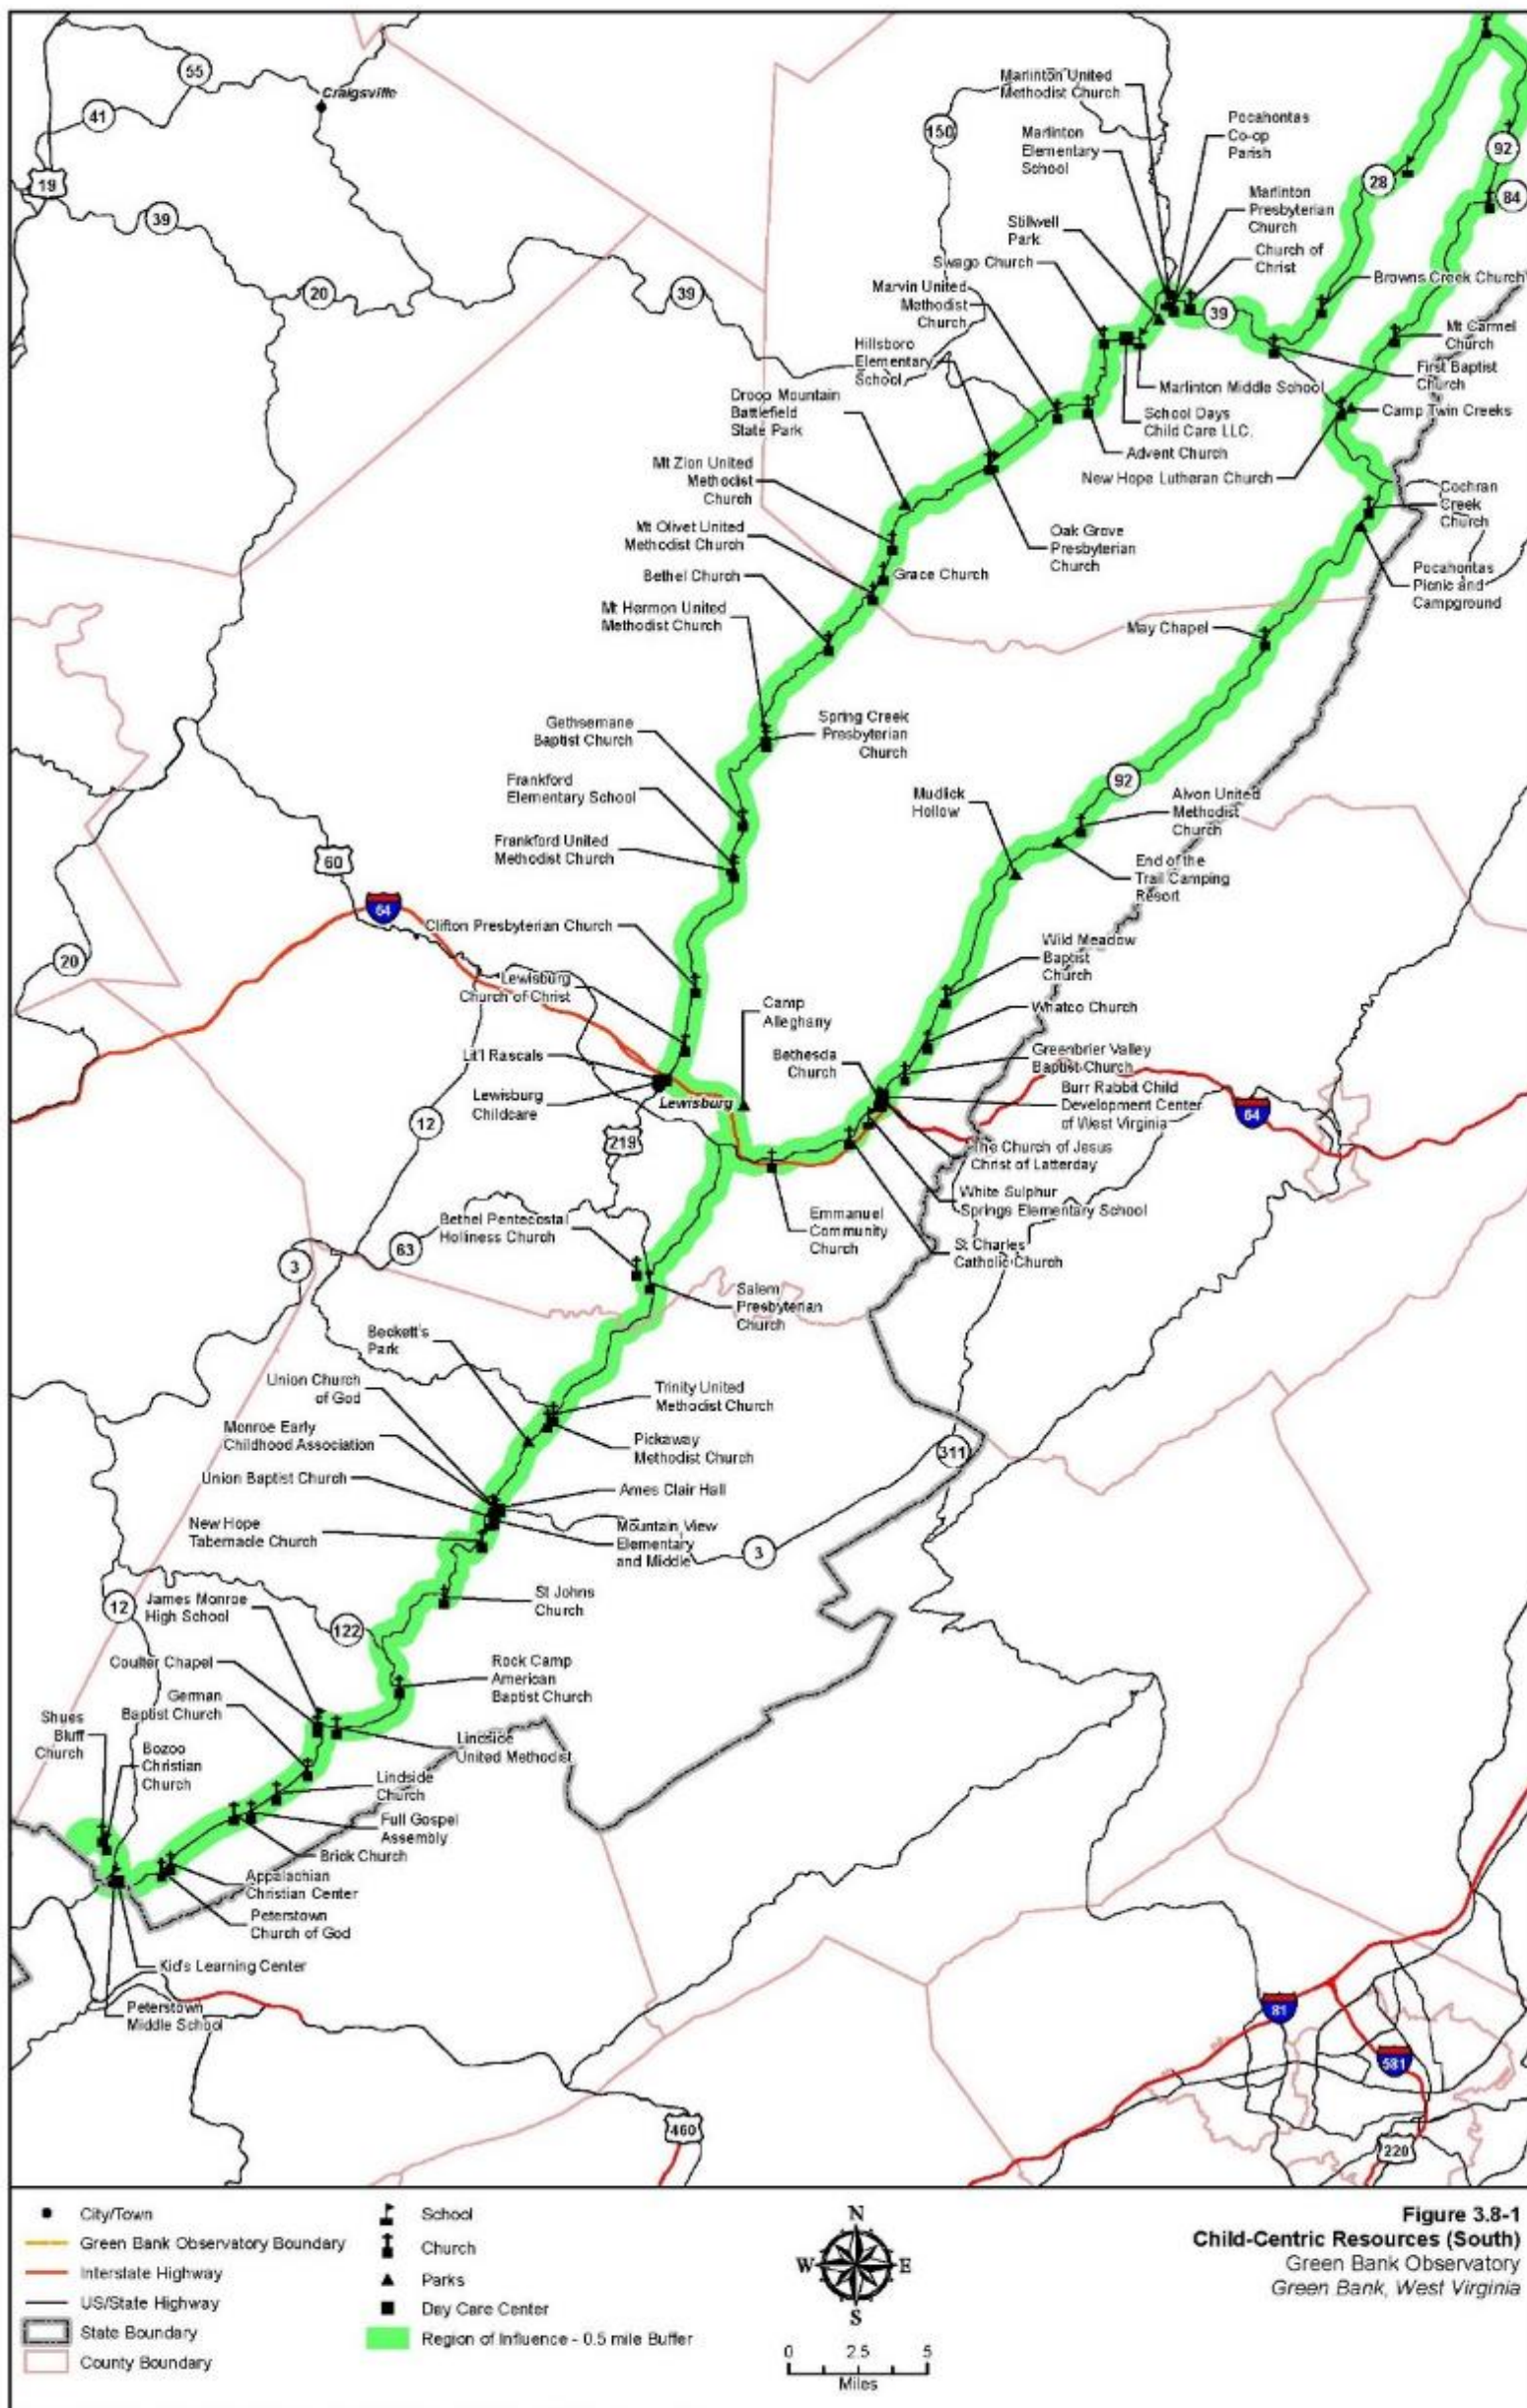 55
Craigsville
41
19
39
20
39
150
Marlinton United
Methodist Church
Marlinton
Elementary
School
Pocahontas
Co-op
Parish
92
28
84
Marlinton
Presbyterian
Church
Stillwell
Park
Church of
Christ
Swago Church
Browns Creek Church
Marvin United
Methodist
Church
39
Mt Carmel
Church
Hillsboro
Elementary
School
First Baptist
Church
Marlinton Middle School
Droop Mountain
Battlefield
State Park
School Days
Child Care LLC.
Camp Twin Creeks
Advent Church
Mt Zion United
Methodist
Church
New Hope Lutheran Church
Cochran
Creek
Church
Mt Olivet United
Methodist Church
Oak Grove
Presbyterian
Church
Bethel Church
Grace Church
Pocahontas
Picnic and
Campground
Mt Hermon United
Methodist Church
May Chapel
Gethsemane
Baptist Church
Spring Creek
Presbyterian
Church
Frankford
Elementary School
92
Mudlick
Hollow
Alvon United
Methodist
Church
Frankford United
Methodist Church
60
End of the
Trail Camping
Resort
64
Clifton Presbyterian Church
20
Wild Meadow
Baptist
Church
Lewisburg
Church of Christ
Camp
Alleghany
Whatco Church
Lit'l Rascals
Bethesda
Church
Greenbrier Valley
Baptist Church
Lewisburg
Childcare
Lewisburg
Burr Rabbit Child
Development Center
of West Virginia
64
12
219
The Church of Jesus
Christ of Latterday
White Sulphur
Springs Elementary School
Bethel Pentecostal
Holiness Church
Emmanuel
Community
Church
63
St Charles
Catholic Church
3
Salem
Presbyterian
Church
Beckett's
Park
Union Church
of God
Trinity United
Methodist Church
Monroe Early
Childhood Association
Pickaway
Methodist Church
311
Union Baptist Church
Ames Clair Hall
New Hope
Tabernacle Church
Mountain View
Elementary
and Middle
3
12
James Monroe
High School
St Johns
Church
122
Coulter Chapel
Rock Camp
American
Baptist Church
German
Baptist Church
Shues
Bluff
Church
Bozoo
Christian
Church
Lindside
United Methodist
Lindside
Church
Full Gospel
Assembly
Brick Church
Appalachian
Christian Center
Peterstown
Church of God
Kid's Learning Center
Peterstown
Middle School
81
581
460
220
City/Town
Green Bank Observatory Boundary
Interstate Highway
US/State Highway
State Boundary
County Boundary
School
Church
Parks
Day Care Center
Region of Influence - 0.5 mile Buffer
N
W E
S
0 2.5 5
Miles
Figure 3.8-1
Child-Centric Resources (South)
Green Bank Observatory
Green Bank, West Virginia